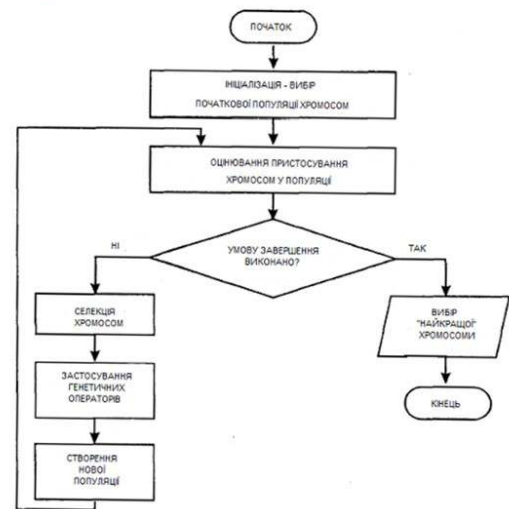 ПОЧАТОК
ІНІЦІАЛІЗАЦІЯ - ВИБІР
ПОЧАТКОВОЇ ПОПУЛЯЦІЇ ХРОМОСОМ
ОЦІНЮВАННЯ ПРИСТОСУВАННЯ
ХРОМОСОМ У ПОПУЛЯЦІЇ
УМОВУ ЗАВЕРШЕННЯ
ВИКОНАНО?
НІ
ТАК
СЕЛЕКЦІЯ
ХРОМОСОМ
ЗАСТОСУВАННЯ
ГЕНЕТИЧНИХ
ОПЕРАТОРІВ
СТВОРЕННЯ
НОВОЇ
ПОПУЛЯЦІЇ
ВИБІР
"НАЙКРАЩОЇ"
ХРОМОСОМИ
КІНЕЦЬ